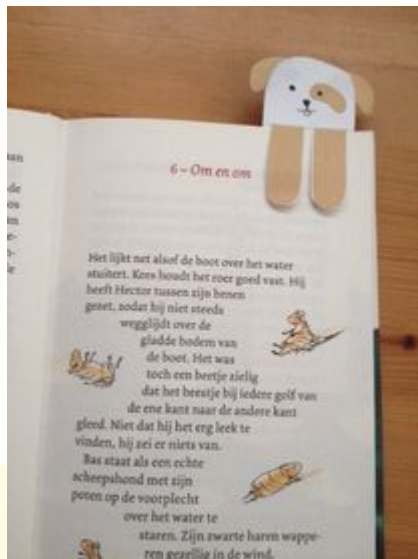 6 – Om en om
Het lijkt net alsof de boot over het water
stuitert. Kees houdt het roer goed vast. Hij
heeft Hector tussen zijn benen
gezet, zodat hij niet steeds
wegglijdt over de
gladde bodem van
de boot. Het was
toch een beetje zielig
dat het beestje bij iedere golf van
de ene kant naar de andere kant
gleed. Niet dat hij het erg leek te
vinden, hij zei er niets van.
Bas staat als een echte
scheepshond met zijn
poten op de voorplecht
over het water te
staren. Zijn zwarte haren wappe-
ren gezellig in de wind.